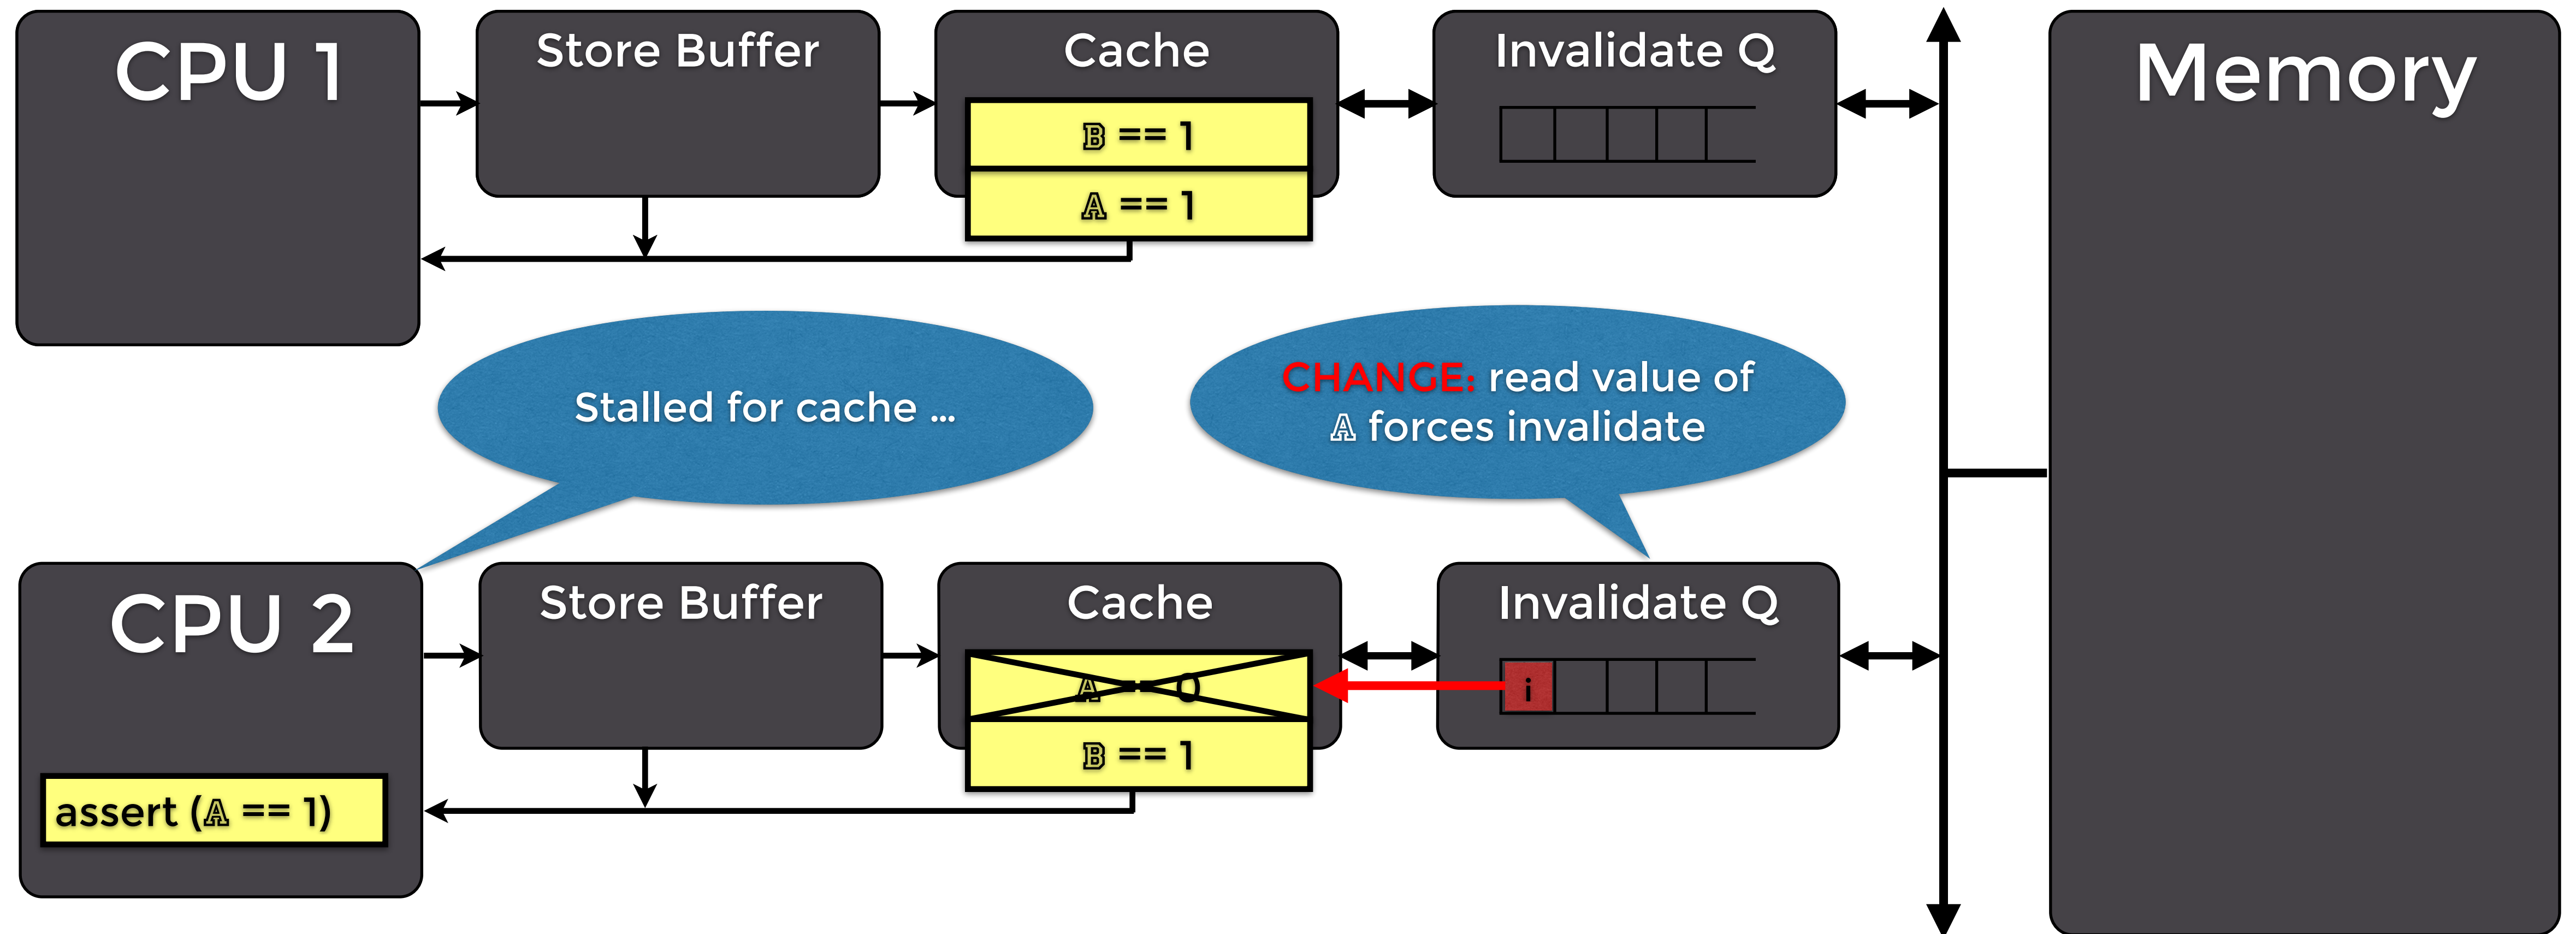 CPU 1
Store Buffer
Cache
Invalidate Q
Memory
𝔹 == 1
𝔸 == 1
Stalled for cache ...
CHANGE: read value of
𝔸 forces invalidate
CPU 2
Store Buffer
Cache
Invalidate Q
𝔸 == 0
i
𝔹 == 1
assert (𝔸 == 1)